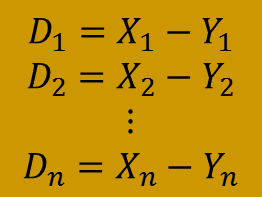 D₁ = X₁ − Y₁
D₂ = X₂ − Y₂
⋮
Dₙ = Xₙ − Yₙ